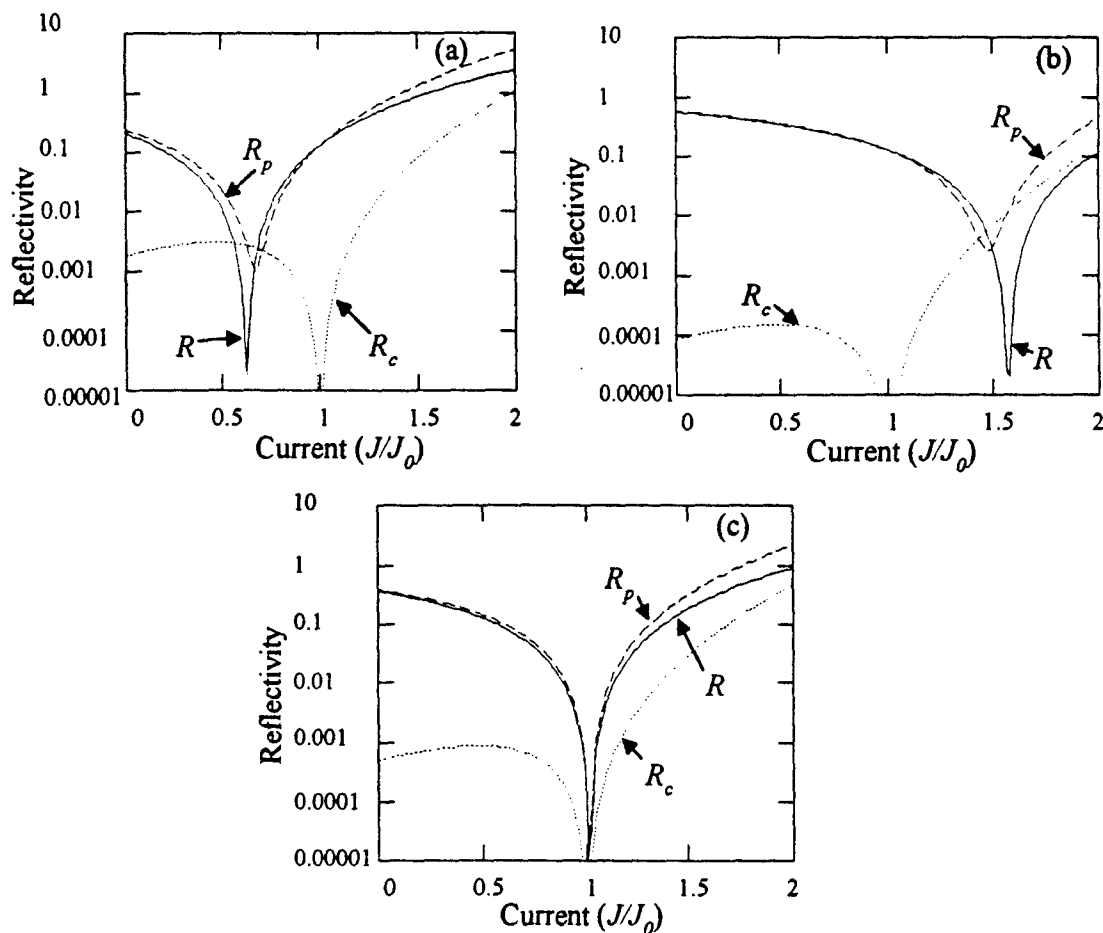 10
1
0.1
0.01
0.001
0.0001
0.00001
Reflectivity
(a)
R_p
R
R_c
0 0.5 1 1.5 2
Current (J/J_0)
10
1
0.1
0.01
0.001
0.0001
0.00001
Reflectivity
(b)
R_p
R_c
R
0 0.5 1 1.5 2
Current (J/J_0)
10
1
0.1
0.01
0.001
0.0001
0.00001
Reflectivity
(c)
R_p
R
R_c
0 0.5 1 1.5 2
Current (J/J_0)